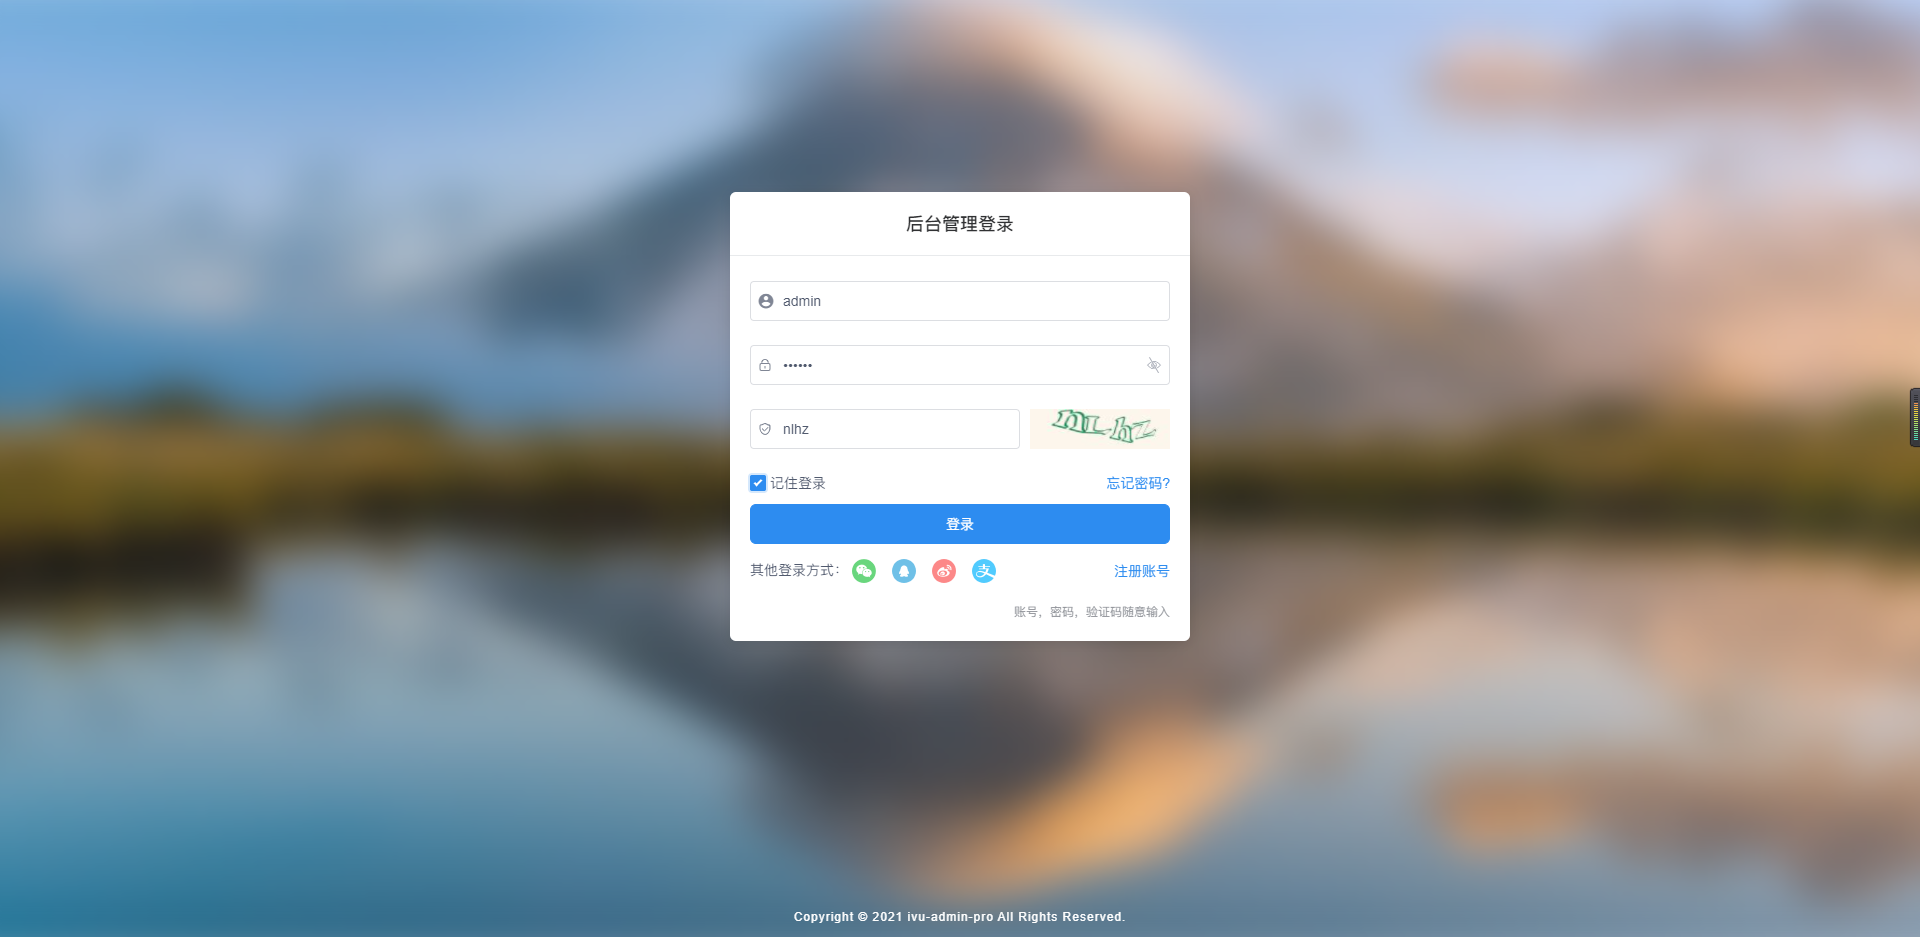 后台管理登录
admin
••••••
nlhz
nLhz
记住登录 忘记密码?
登录
其他登录方式： 支 注册账号
账号，密码，验证码随意输入
Copyright © 2021 ivu-admin-pro All Rights Reserved.